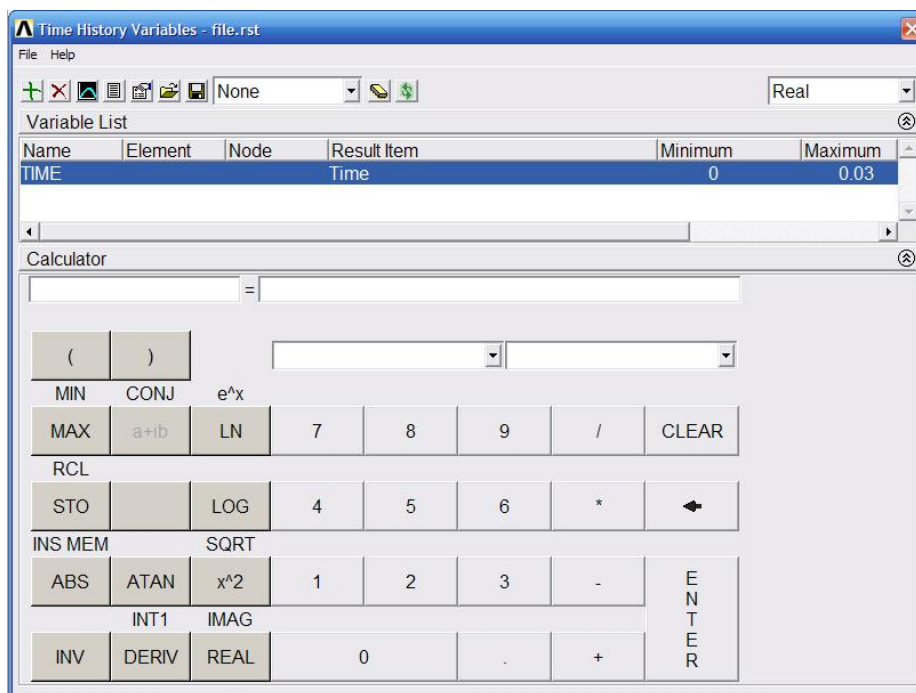 Time History Variables - file.rst
File Help
None Real
Variable List
Name Element Node Result Item Minimum Maximum
TIME Time 0 0.03
Calculator
=
( )
MIN CONJ e^x
MAX a+ib LN 7 8 9 / CLEAR
RCL
STO LOG 4 5 6 *
INS MEM SQRT
ABS ATAN x^2 1 2 3 - ENTER
INT1 IMAG
INV DERIV REAL 0 . +